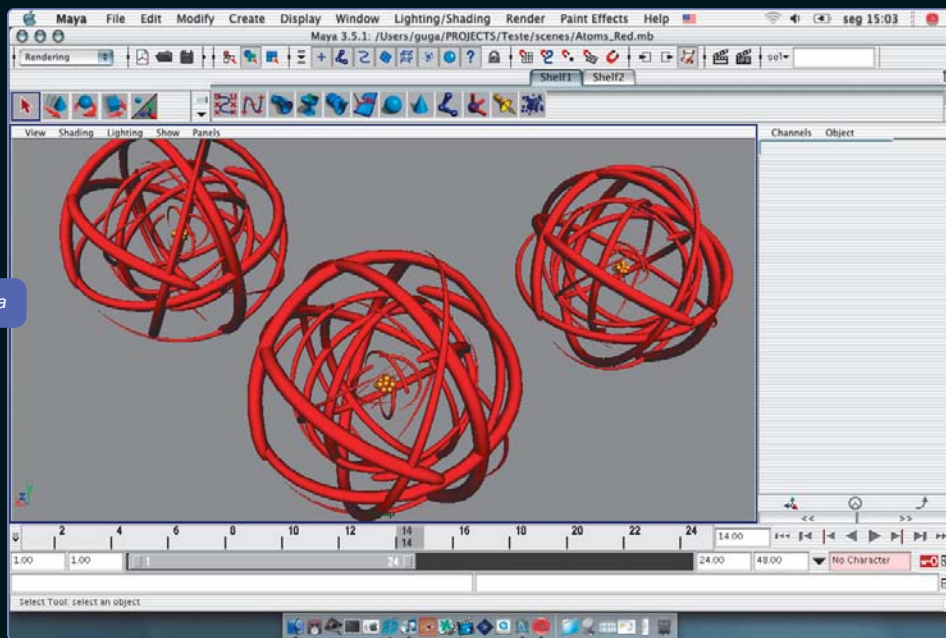 Maya File Edit Modify Create Display Window Lighting/Shading Render Paint Effects Help seg 15:03
Maya 3.5.1: /Users/guga/PROJECTS/Teste/scenes/Atoms_Red.mb
Rendering sel-
Shelf1 Shelf2
View Shading Lighting Show Panels Channels Object
a
<< >>
2 4 6 8 10 12 14 16 18 20 22 24 14.00
14
1.00 1.00 1 24 24.00 48.00 No Character
Select Tool: select an object